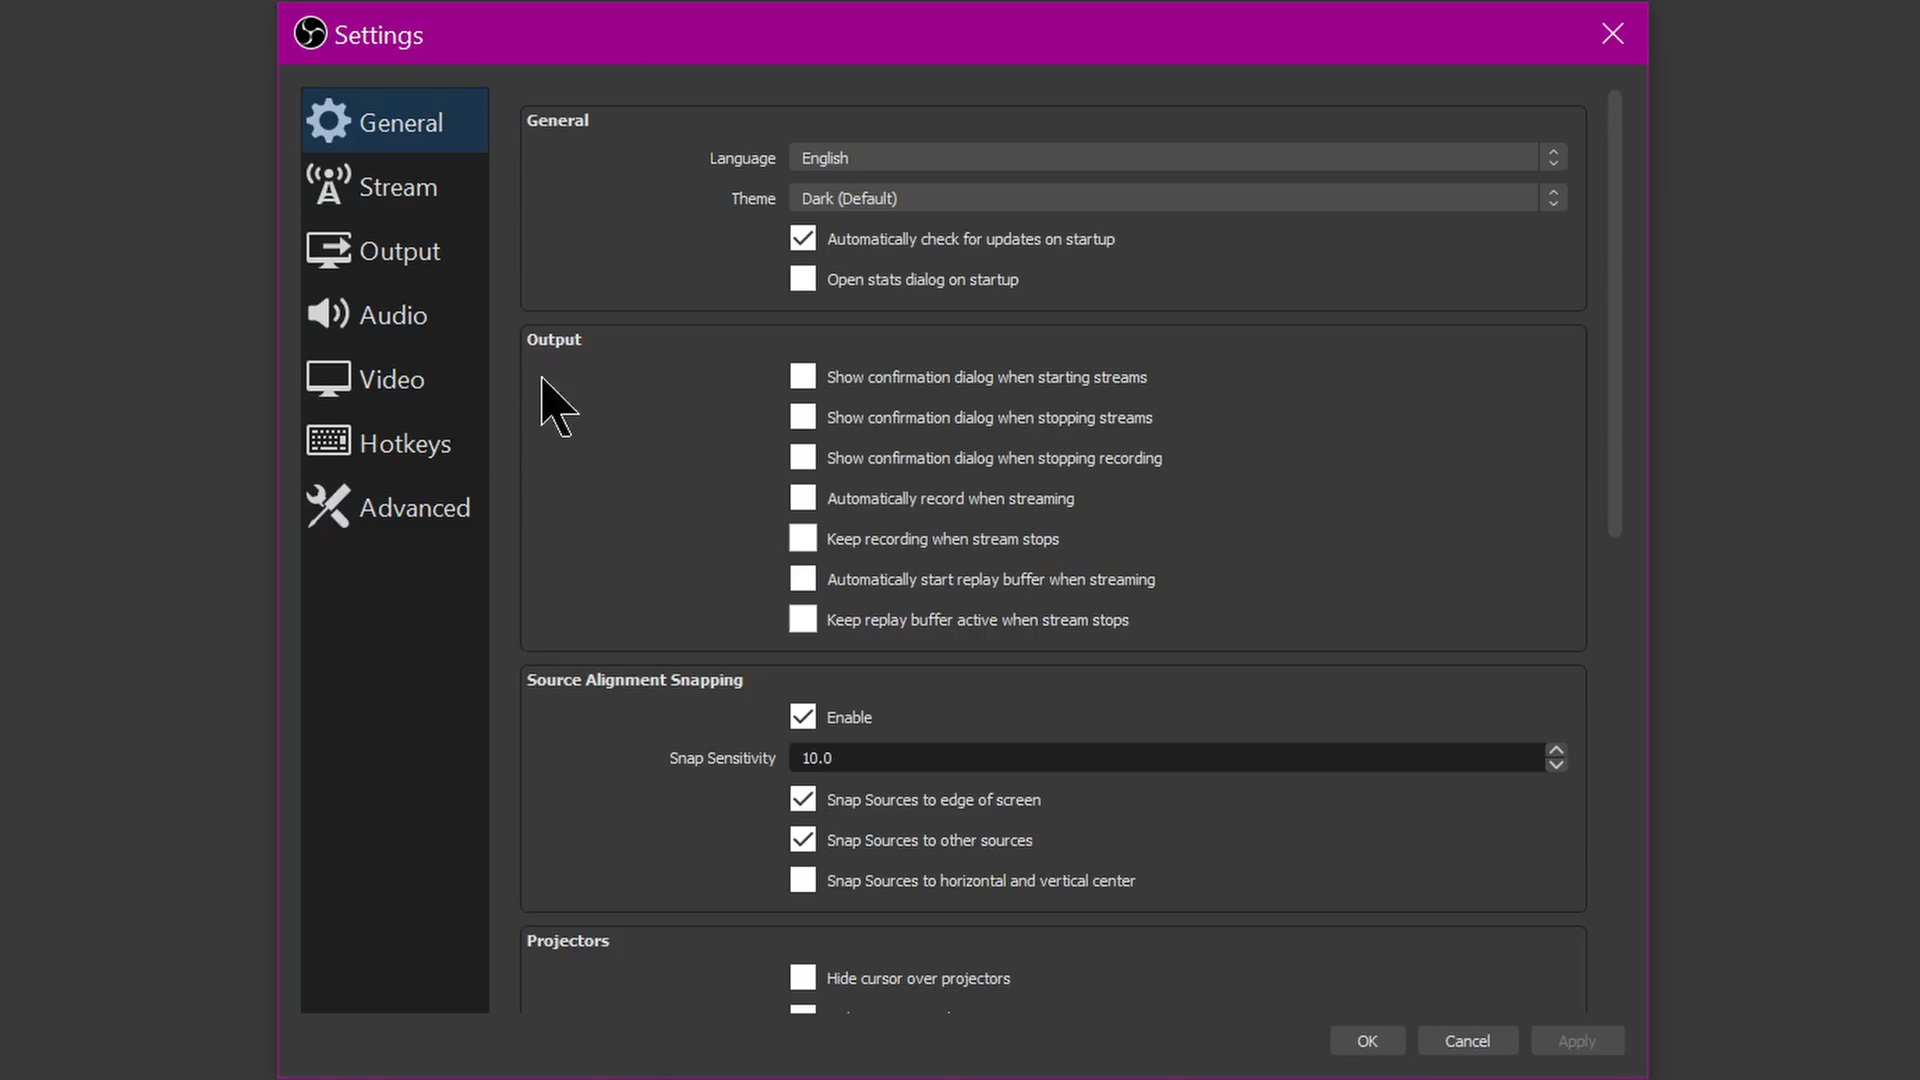 Settings
General
Stream
Output
Audio
Video
Hotkeys
Advanced
General
Language English
Theme Dark (Default)
Automatically check for updates on startup
Open stats dialog on startup
Output
Show confirmation dialog when starting streams
Show confirmation dialog when stopping streams
Show confirmation dialog when stopping recording
Automatically record when streaming
Keep recording when stream stops
Automatically start replay buffer when streaming
Keep replay buffer active when stream stops
Source Alignment Snapping
Enable
Snap Sensitivity 10.0
Snap Sources to edge of screen
Snap Sources to other sources
Snap Sources to horizontal and vertical center
Projectors
Hide cursor over projectors
OK Cancel Apply